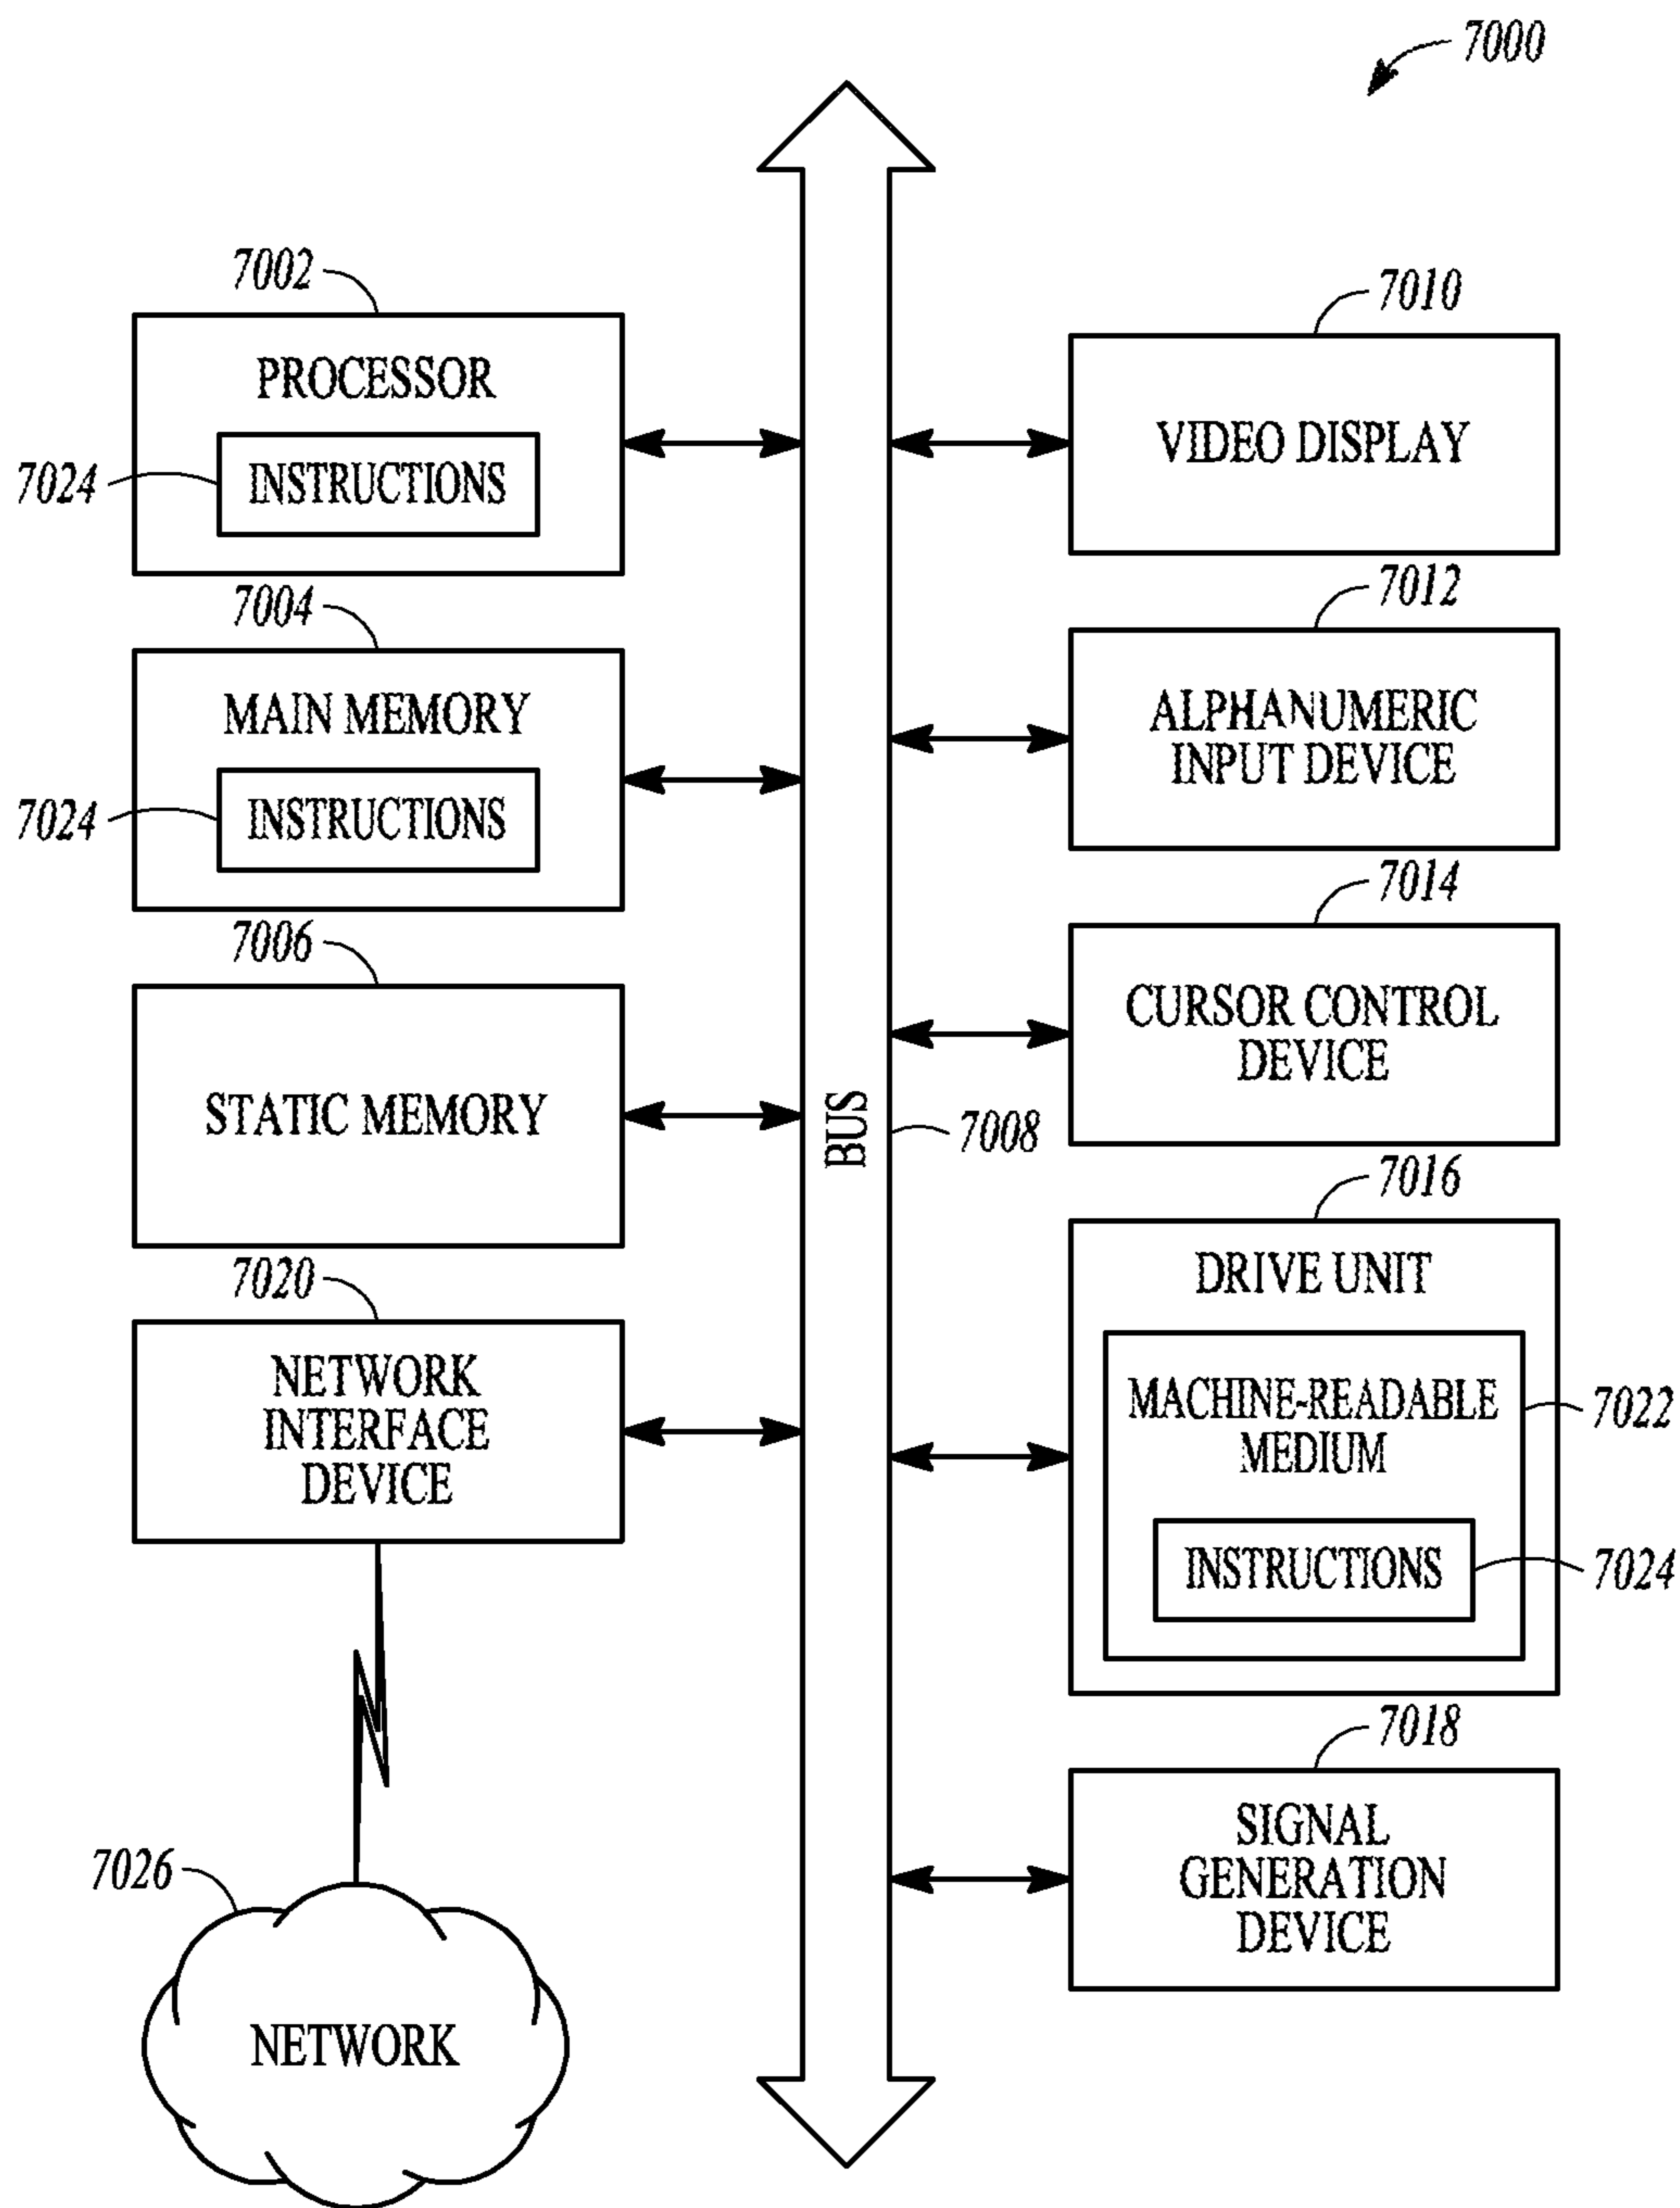 7000
7002
PROCESSOR
7024
INSTRUCTIONS
7004
MAIN MEMORY
7024
INSTRUCTIONS
7006
STATIC MEMORY
7020
NETWORK
INTERFACE
DEVICE
7026
NETWORK
BUS
7008
7010
VIDEO DISPLAY
7012
ALPHANUMERIC
INPUT DEVICE
7014
CURSOR CONTROL
DEVICE
7016
DRIVE UNIT
MACHINE-READABLE
MEDIUM
7022
INSTRUCTIONS
7024
7018
SIGNAL
GENERATION
DEVICE